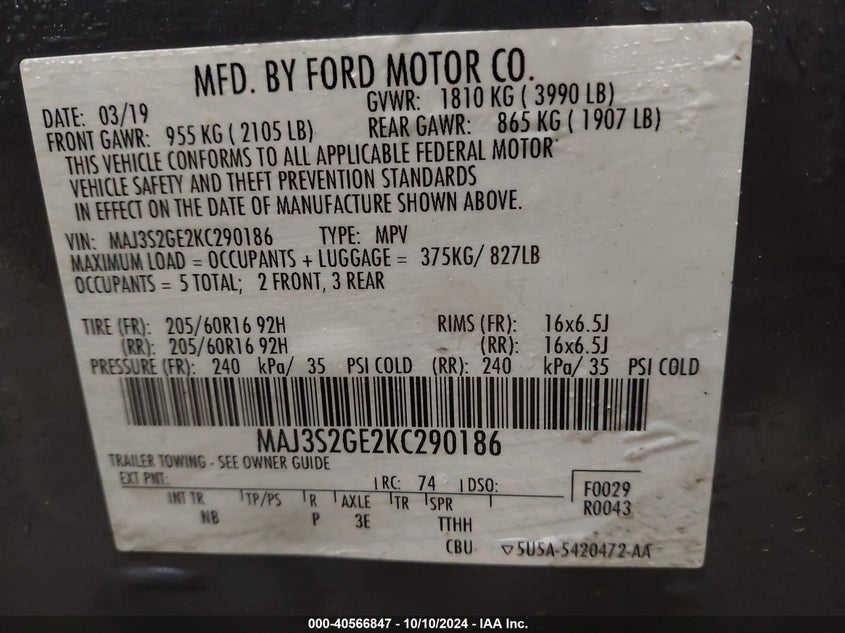 MFD. BY FORD MOTOR CO.
DATE: 03/19 GVWR: 1810 KG ( 3990 LB)
FRONT GAWR: 955 KG ( 2105 LB) REAR GAWR: 865 KG ( 1907 LB)
THIS VEHICLE CONFORMS TO ALL APPLICABLE FEDERAL MOTOR
VEHICLE SAFETY AND THEFT PREVENTION STANDARDS
IN EFFECT ON THE DATE OF MANUFACTURE SHOWN ABOVE.
VIN: MAJ3S2GE2KC290186 TYPE: MPV
MAXIMUM LOAD = OCCUPANTS + LUGGAGE = 375KG/ 827LB
OCCUPANTS = 5 TOTAL; 2 FRONT, 3 REAR
TIRE (FR): 205/60R16 92H RIMS (FR): 16x6.5J
(RR): 205/60R16 92H (RR): 16x6.5J
PRESSURE (FR): 240 kPa/ 35 PSI COLD (RR): 240 kPa/ 35 PSI COLD
MAJ3S2GE2KC290186
TRAILER TOWING - SEE OWNER GUIDE
EXT PNT: RC: 74 DSO: F0029
INT TR TP/PS R AXLE TR SPR R0043
NB P 3E TTHH
CBU ▽5U5A-5420472-AA
000-40566847 - 10/10/2024 - IAA Inc.